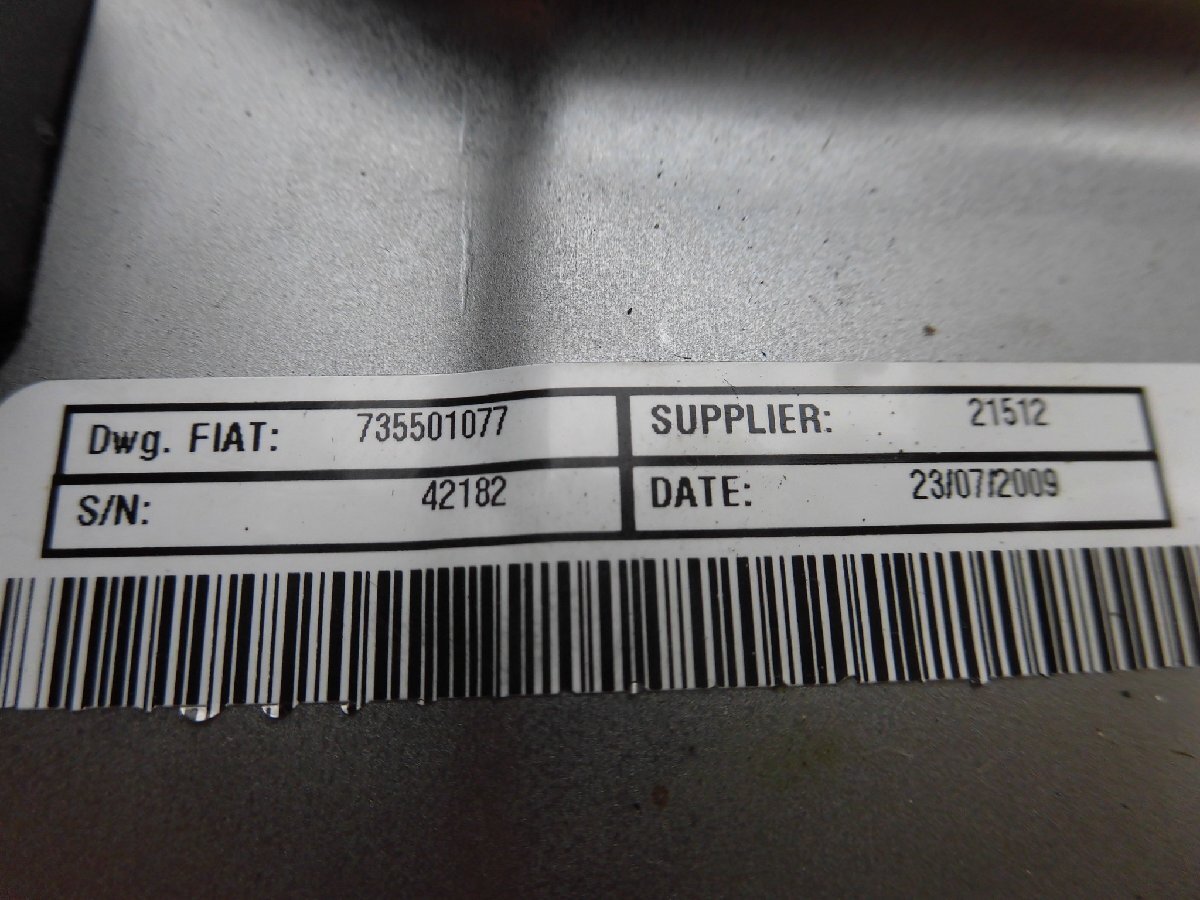 Dwg. FIAT: 735501077 SUPPLIER: 21512
S/N: 42182 DATE: 23/07/2009